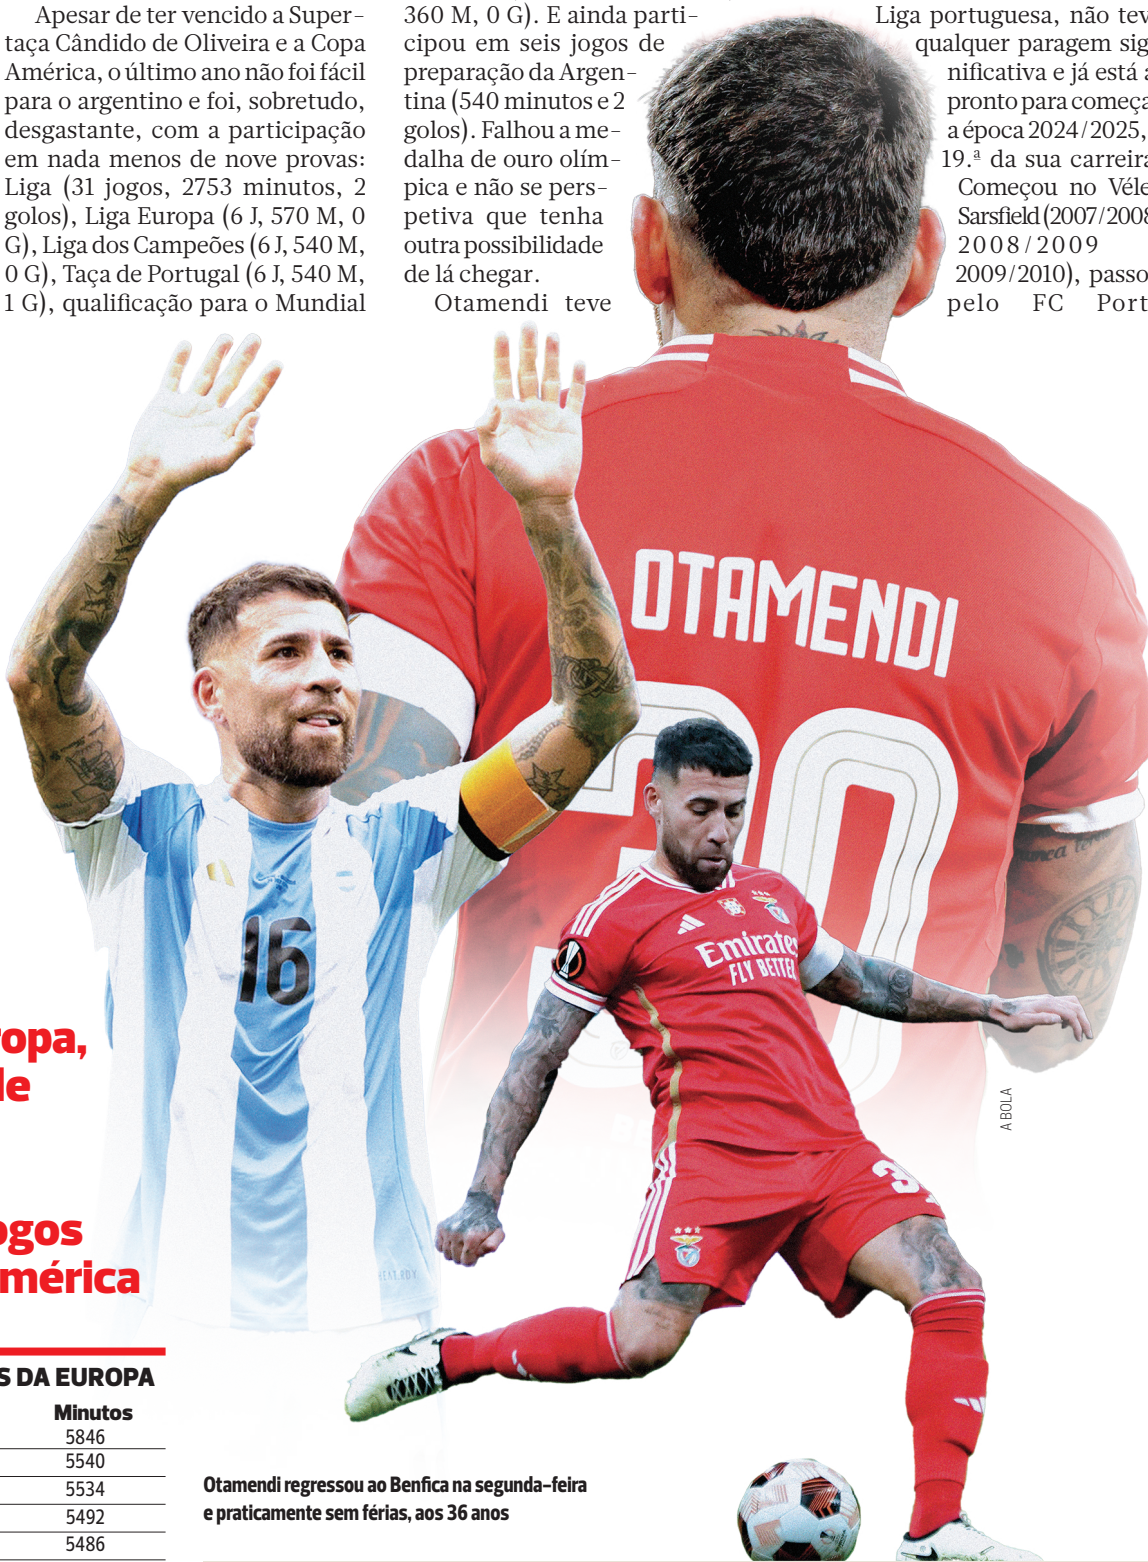 Apesar de ter vencido a Super-
taça Cândido de Oliveira e a Copa
América, o último ano não foi fácil
para o argentino e foi, sobretudo,
desgastante, com a participação
em nada menos de nove provas:
Liga (31 jogos, 2753 minutos, 2
golos), Liga Europa (6 J, 570 M, 0
G), Liga dos Campeões (6 J, 540 M,
0 G), Taça de Portugal (6 J, 540 M,
1 G), qualificação para o Mundial
360 M, 0 G). E ainda parti-
cipou em seis jogos de
preparação da Argen-
tina (540 minutos e 2
golos). Falhou a me-
dalha de ouro olím-
pica e não se pers-
petiva que tenha
outra possibilidade
de lá chegar.
Otamendi teve
Liga portuguesa, não tev
qualquer paragem sig
nificativa e já está a
pronto para começa
a época 2024/2025,
19.ª da sua carreira
Começou no Véle
Sarsfield (2007/2008
2008/2009
2009/2010), passo
pelo FC Port
OTAMENDI
30
16
Emirates
FLY BETTER
HEAT.RDY
A BOLA
opa,
le
ogos
mérica
S DA EUROPA
Minutos
5846
5540
5534
5492
5486
Otamendi regressou ao Benfica na segunda-feira
e praticamente sem férias, aos 36 anos